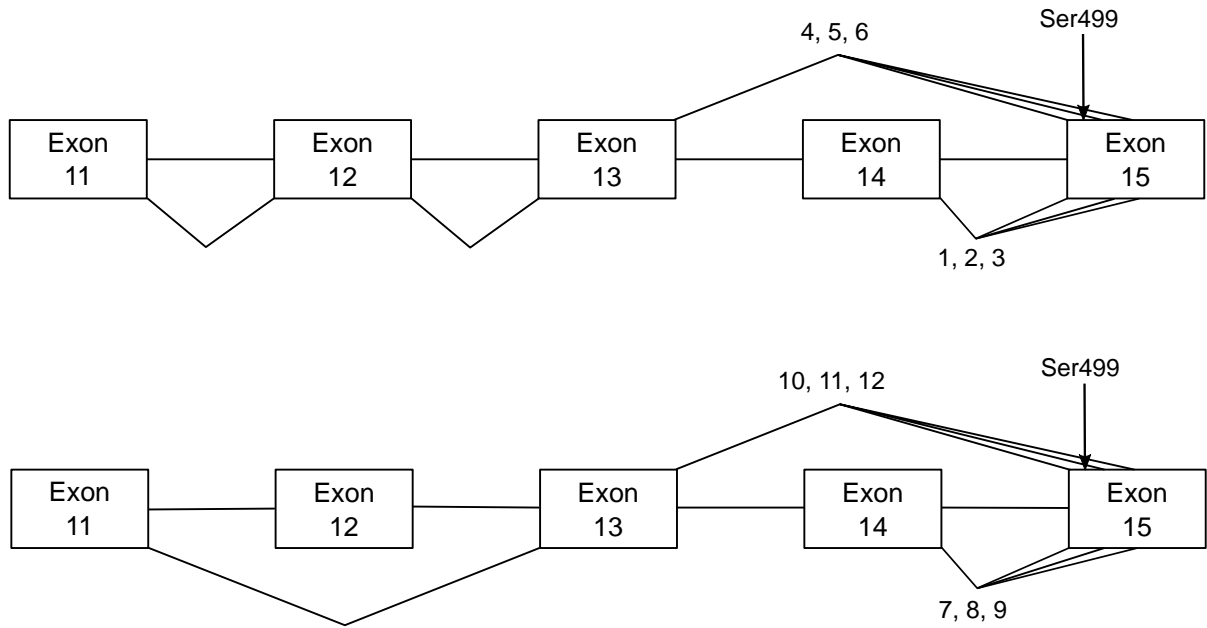 Ser499
4, 5, 6
Exon
11
Exon
12
Exon
13
Exon
14
Exon
15
1, 2, 3
Ser499
10, 11, 12
Exon
11
Exon
12
Exon
13
Exon
14
Exon
15
7, 8, 9